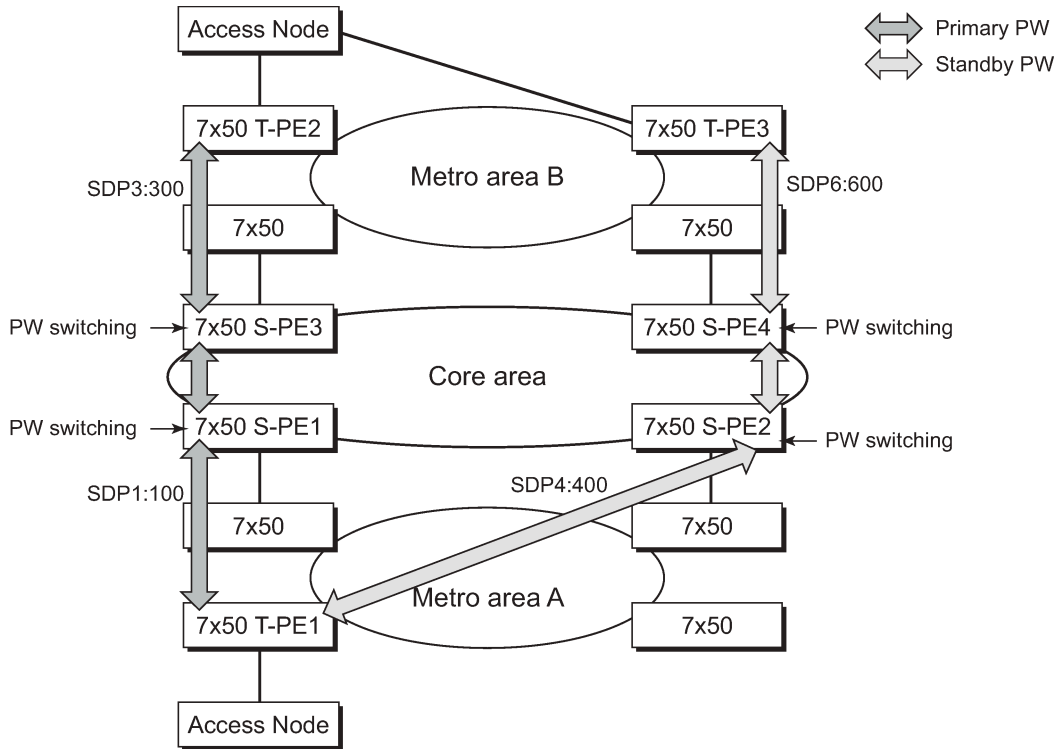 Access Node
Primary PW
Standby PW
7x50 T-PE2
7x50 T-PE3
Metro area B
SDP3:300
SDP6:600
7x50
7x50
PW switching
7x50 S-PE3
7x50 S-PE4
PW switching
Core area
PW switching
7x50 S-PE1
7x50 S-PE2
PW switching
SDP1:100
SDP4:400
7x50
7x50
Metro area A
7x50 T-PE1
7x50
Access Node